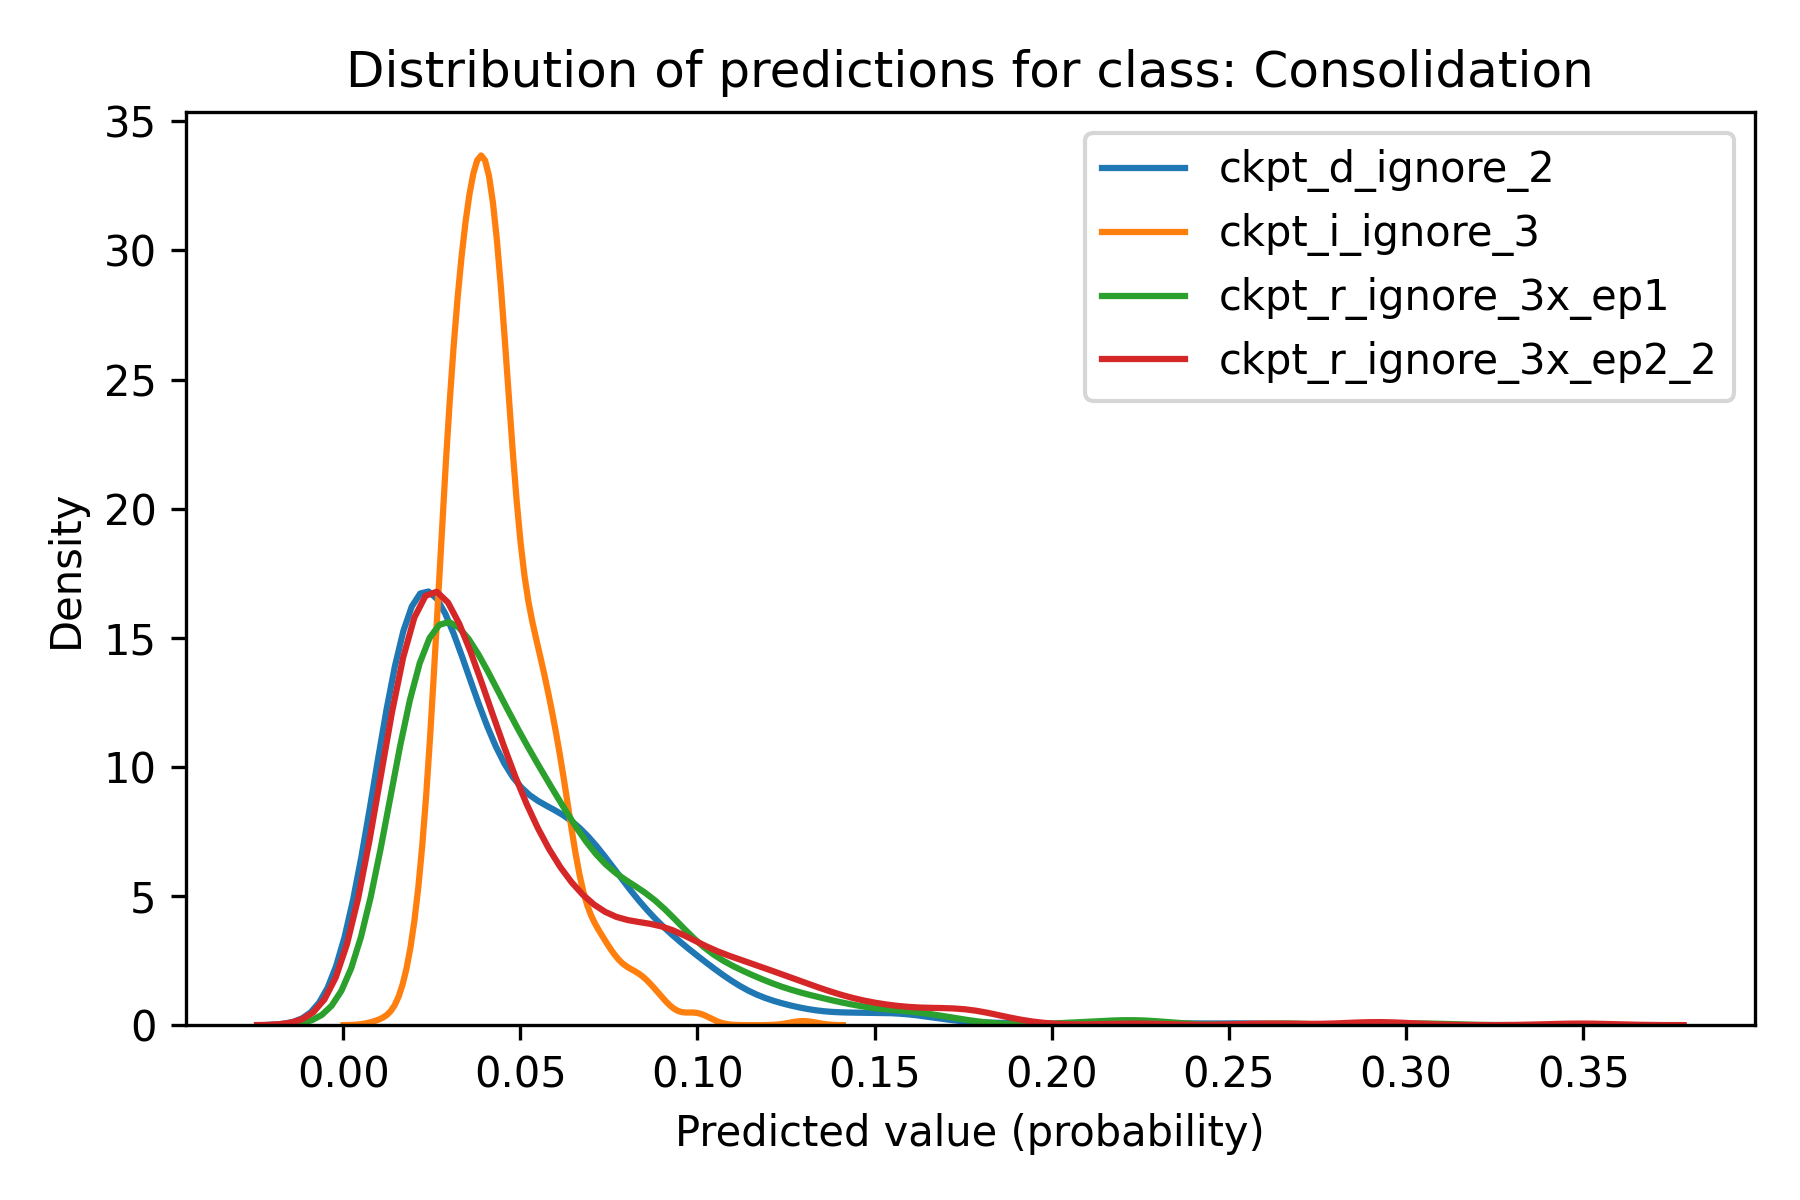 Distribution of predictions for class: Consolidation
35
30
25
20
15
10
5
0
Density
ckpt_d_ignore_2
ckpt_i_ignore_3
ckpt_r_ignore_3x_ep1
ckpt_r_ignore_3x_ep2_2
0.00 0.05 0.10 0.15 0.20 0.25 0.30 0.35
Predicted value (probability)